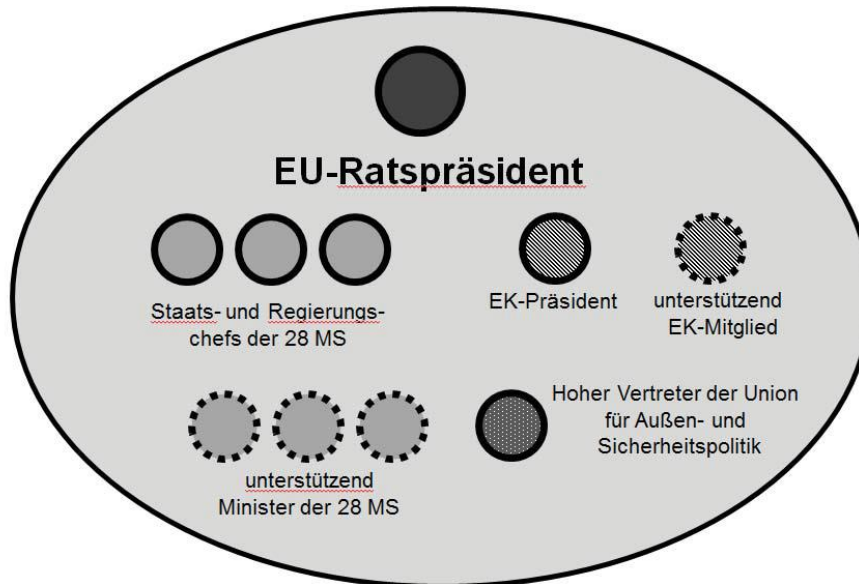 EU-Ratspräsident
Staats- und Regierungs-
chefs der 28 MS
EK-Präsident
unterstützend
EK-Mitglied
unterstützend
Minister der 28 MS
Hoher Vertreter der Union
für Außen- und
Sicherheitspolitik